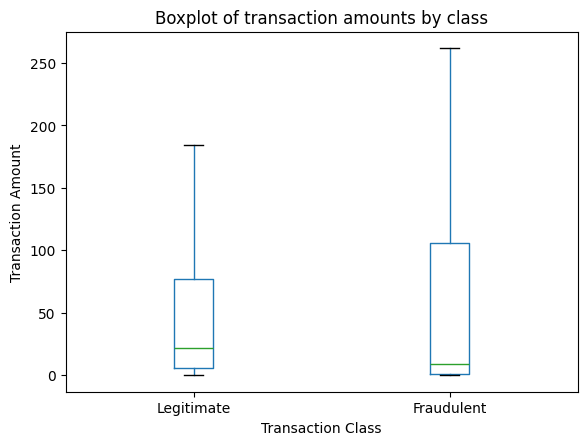 Boxplot of transaction amounts by class
Transaction Amount
250
200
150
100
50
0
Legitimate Fraudulent
Transaction Class